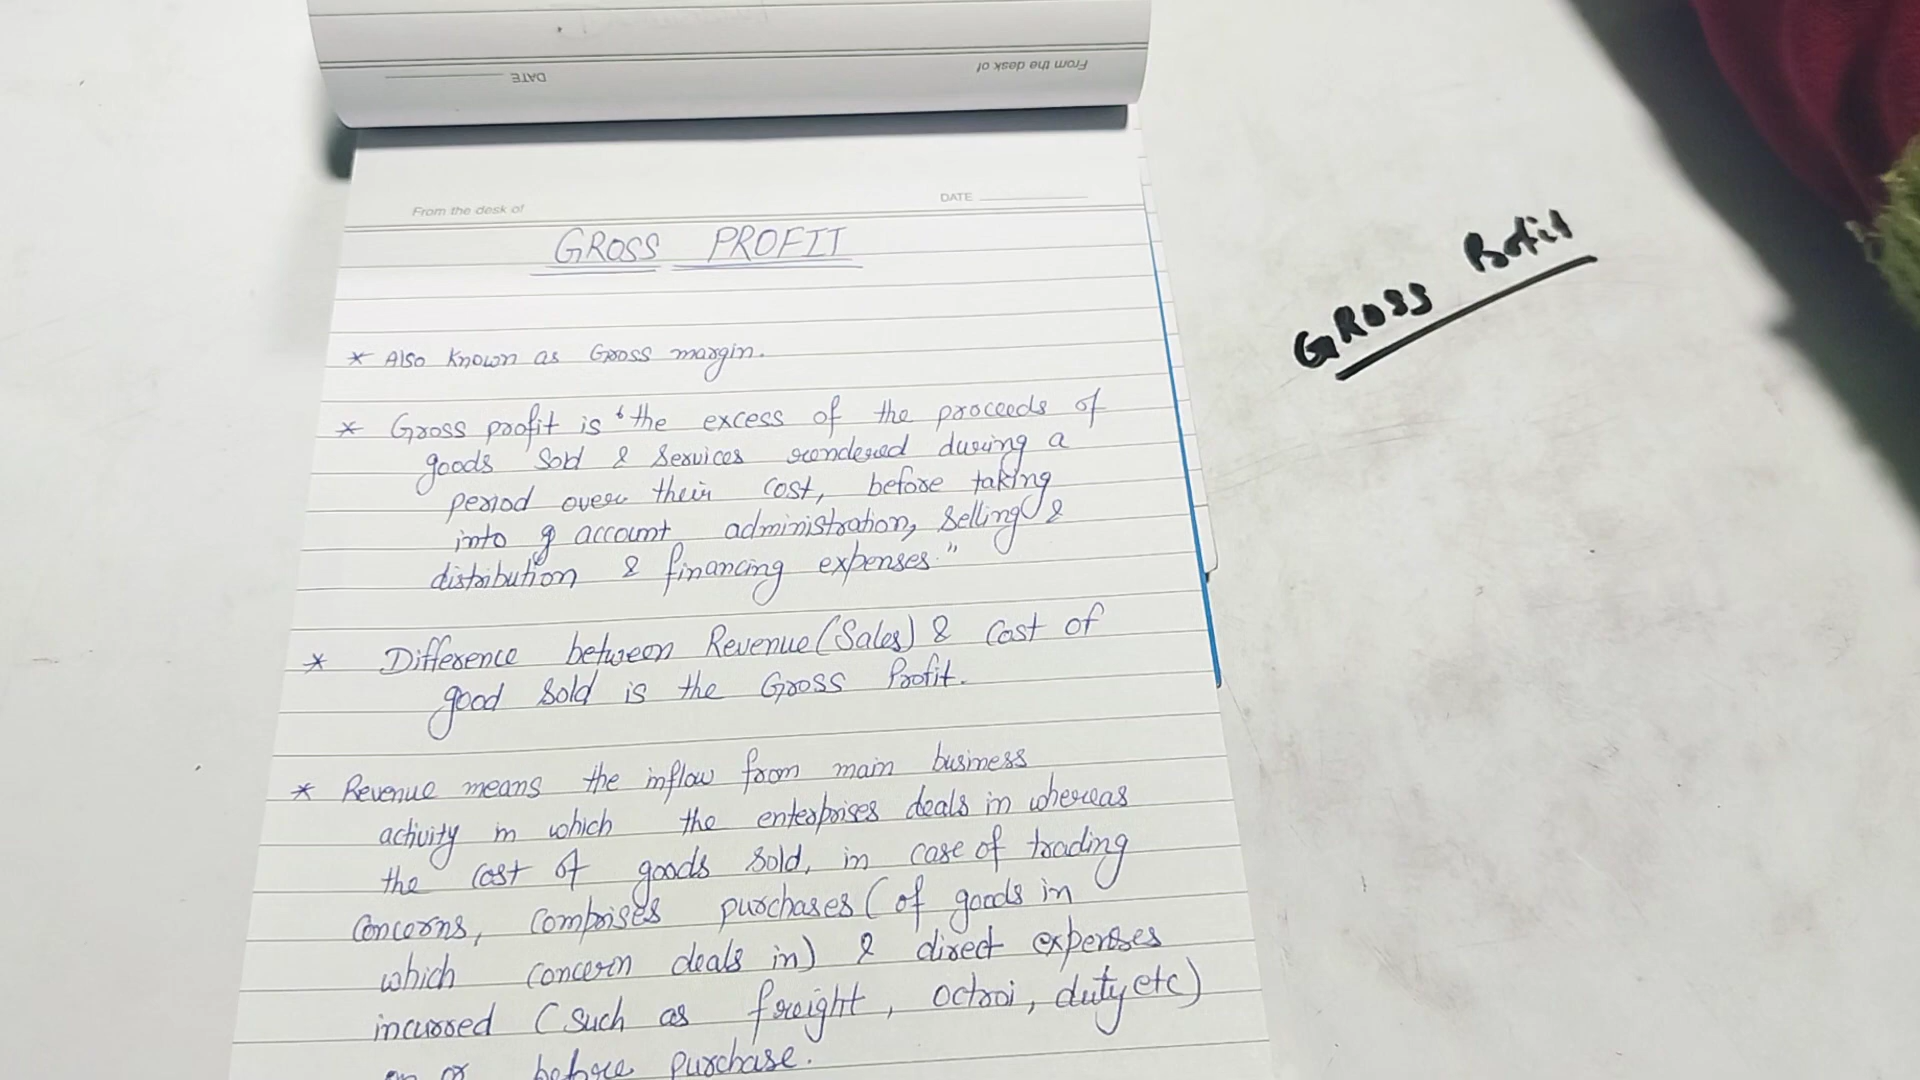 DATE
From the desk of
From the desk of
DATE
GROSS PROFIT
* Also known as Gross margin.
* Gross profit is "the excess of the proceeds of
goods sold & services rendered during a
period over their cost, before taking
into account administration, selling &
distribution & financing expenses."
* Difference between Revenue (Sales) & Cost of
good sold is the Gross Profit.
* Revenue means the inflow from main business
activity in which the enterprises deals in whereas
the cost of goods sold, in case of trading
concerns, comprises purchases (of goods in
which concern deals in) & direct expenses
incurred (such as freight, octroi, duty etc)
on or before purchase.
GROSS Profit